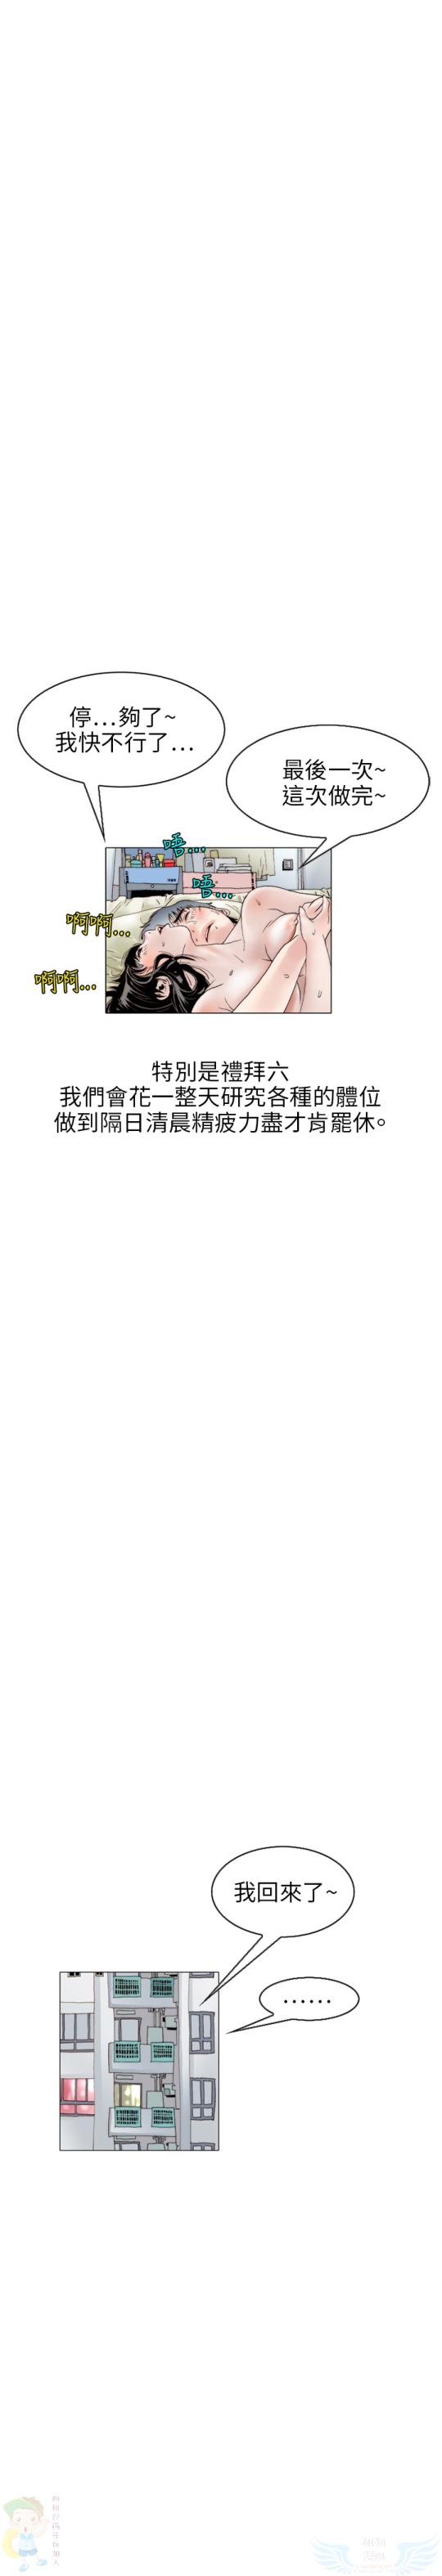 停...夠了~
我快不行了...
最後一次~
這次做完~
唔...
唔...
啊啊...
啊啊...
特別是禮拜六
我們會花一整天研究各種的體位
做到隔日清晨精疲力盡才肯罷休。
我回來了~
......